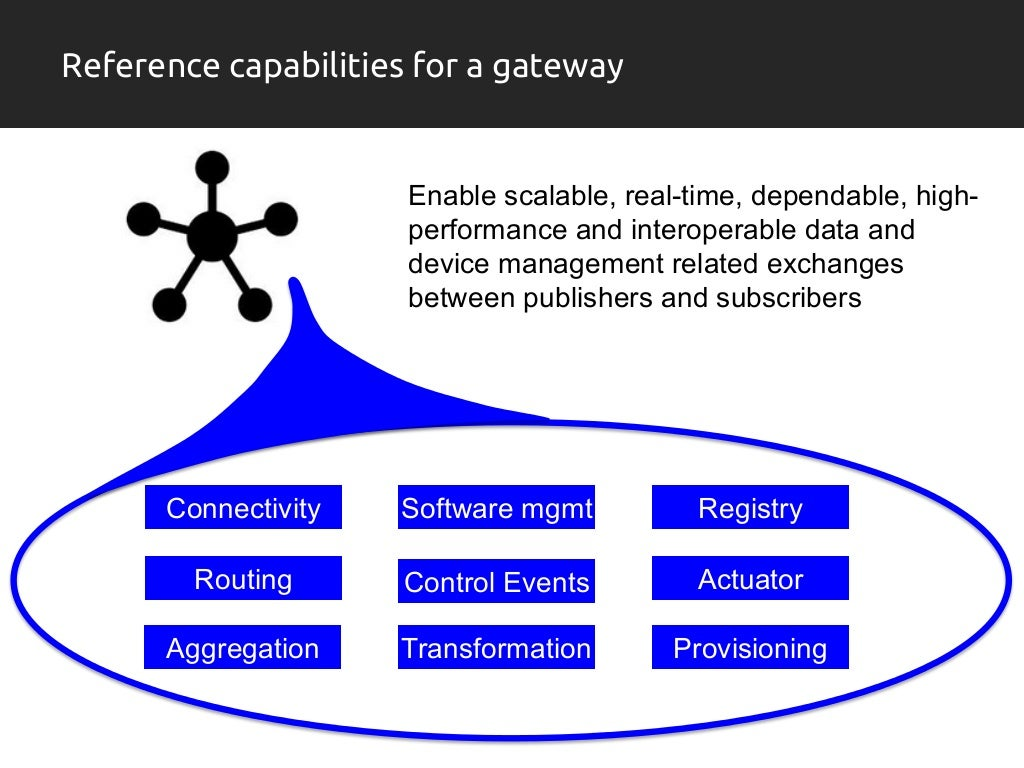 Reference capabilities for a gateway
Enable scalable, real-time, dependable, high-
performance and interoperable data and
device management related exchanges
between publishers and subscribers
Connectivity
Software mgmt
Registry
Routing
Control Events
Actuator
Aggregation
Transformation
Provisioning